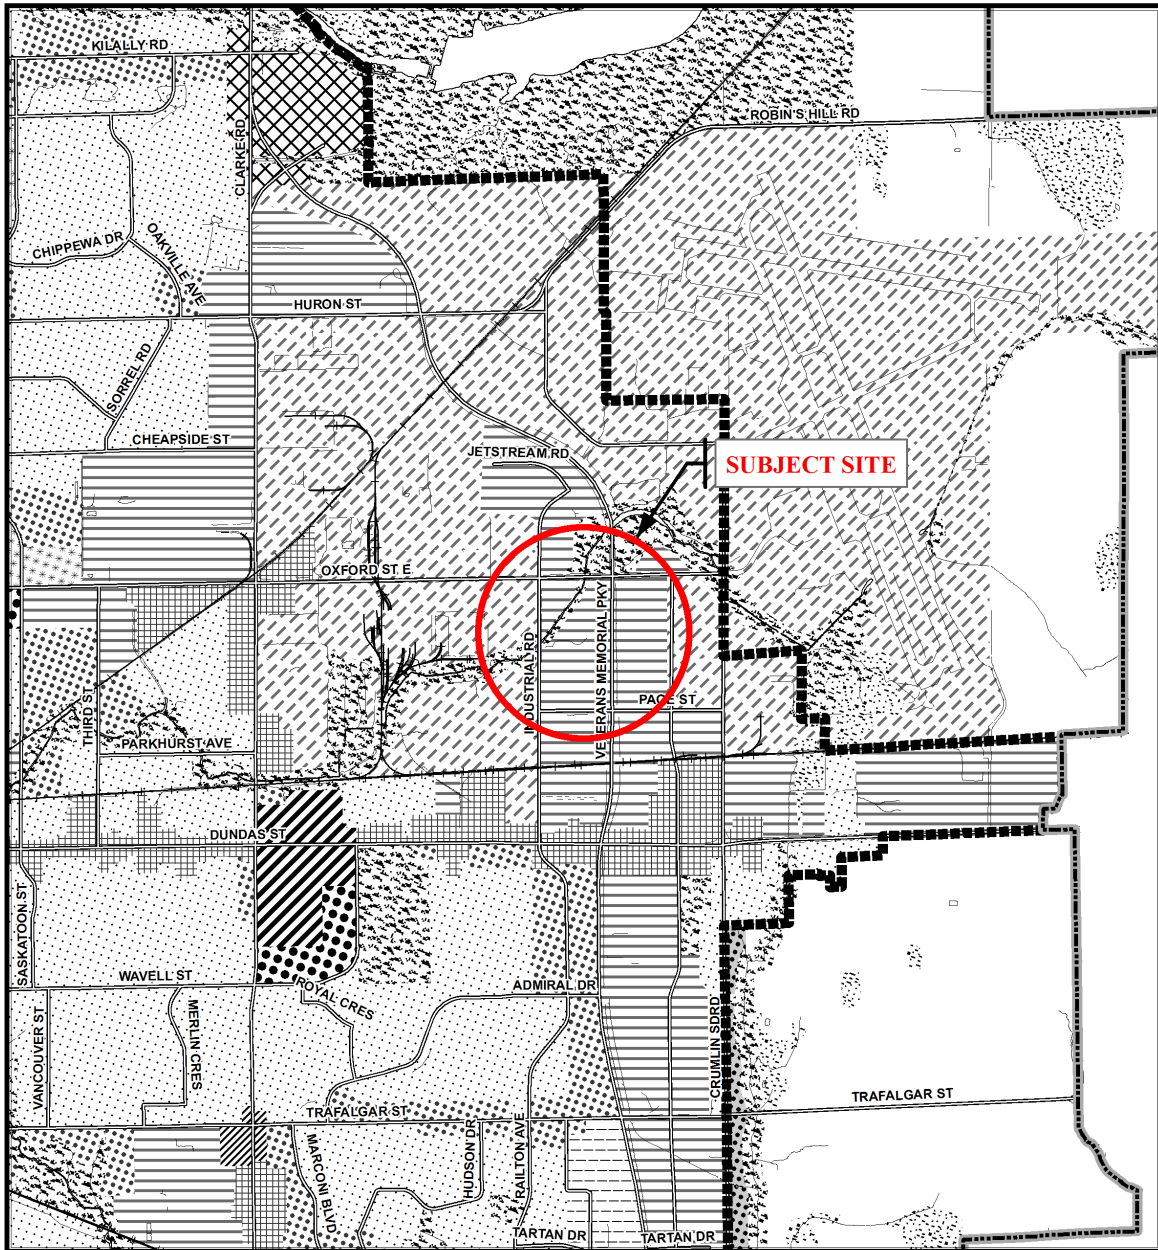 KILALLY RD
ROBIN'S HILL RD
CLARKE RD
CHIPPEWA DR
OAKVILLE AVE
HURON ST
SORREL RD
CHEAPSIDE ST
JETSTREAM RD
SUBJECT SITE
OXFORD ST E
INDUSTRIAL RD
VETERANS MEMORIAL PKY
THIRD ST
PAGE ST
PARKHURST AVE
DUNDAS ST
SASKATOON ST
WAVELL ST
ROYAL CRES
ADMIRAL DR
VANCOUVER ST
MERLIN CRES
CRUMLIN SDRD
TRAFALGAR ST
TRAFALGAR ST
MARCONI BLVD
HUDSON DR
RAILTON AVE
TARTAN DR
TARTAN DR